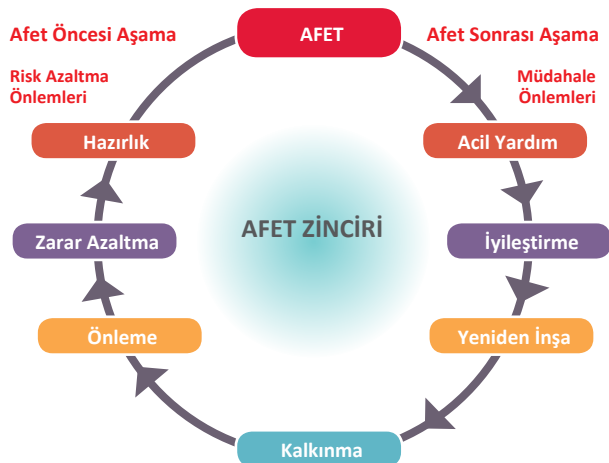 Afet Öncesi Aşama
AFET
Afet Sonrası Aşama
Risk Azaltma
Önlemleri
Müdahale
Önlemleri
Hazırlık
Acil Yardım
Zarar Azaltma
AFET ZİNCİRİ
İyileştirme
Önleme
Yeniden İnşa
Kalkınma